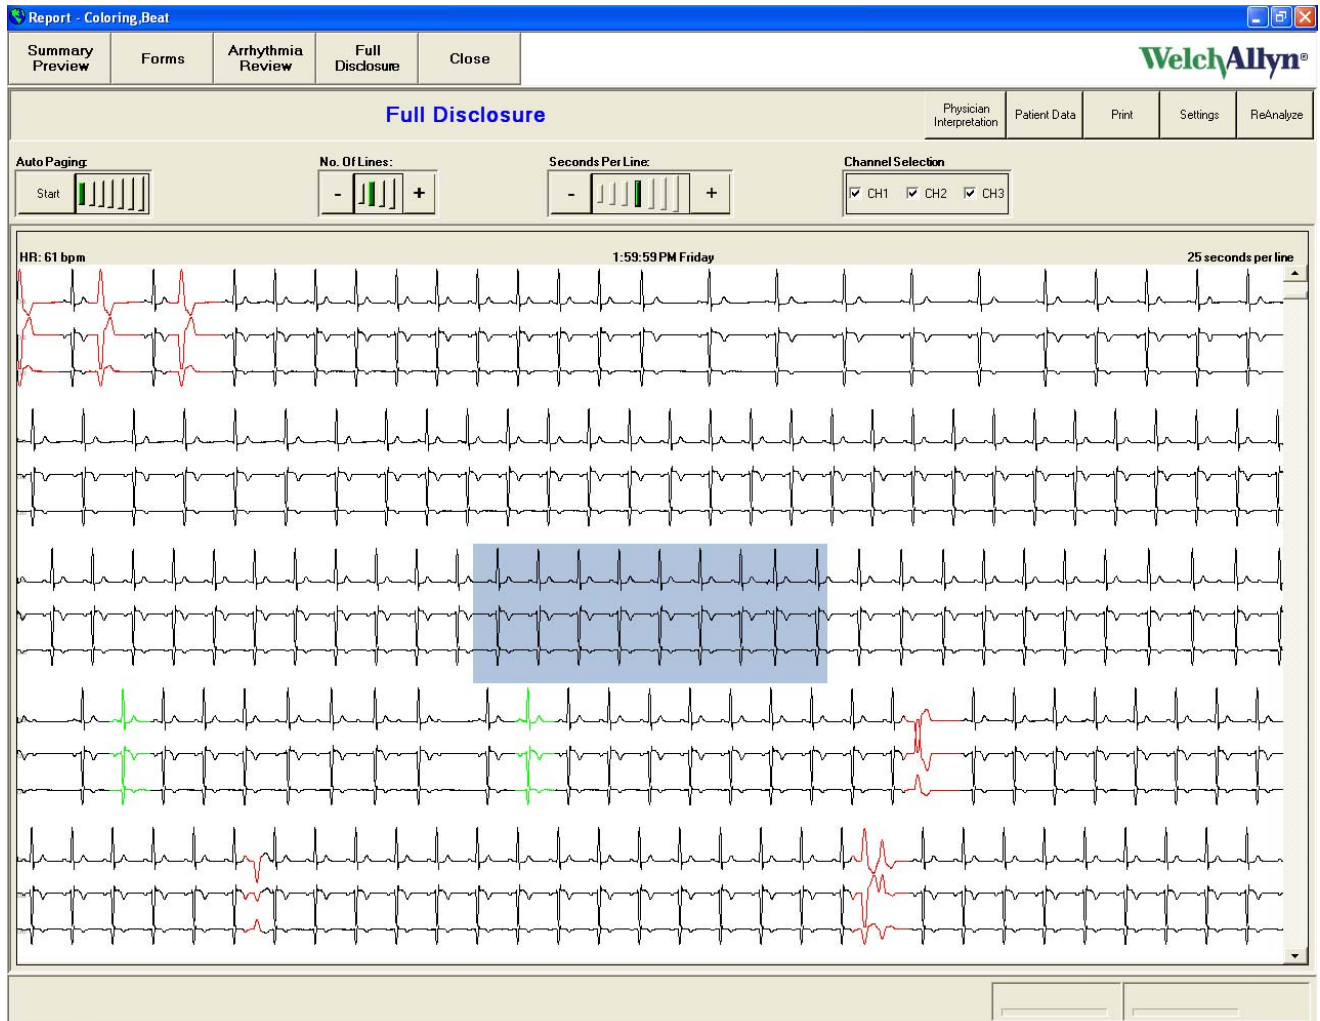 Report - Coloring,Beat
Summary Preview
Forms
Arrhythmia Review
Full Disclosure
Close
WelchAllyn®
Full Disclosure
Physician Interpretation
Patient Data
Print
Settings
ReAnalyze
Auto Paging:
No. Of Lines:
Seconds Per Line:
Channel Selection
Start
- +
- +
CH1 CH2 CH3
HR: 61 bpm
1:59:59 PM Friday
25 seconds per line